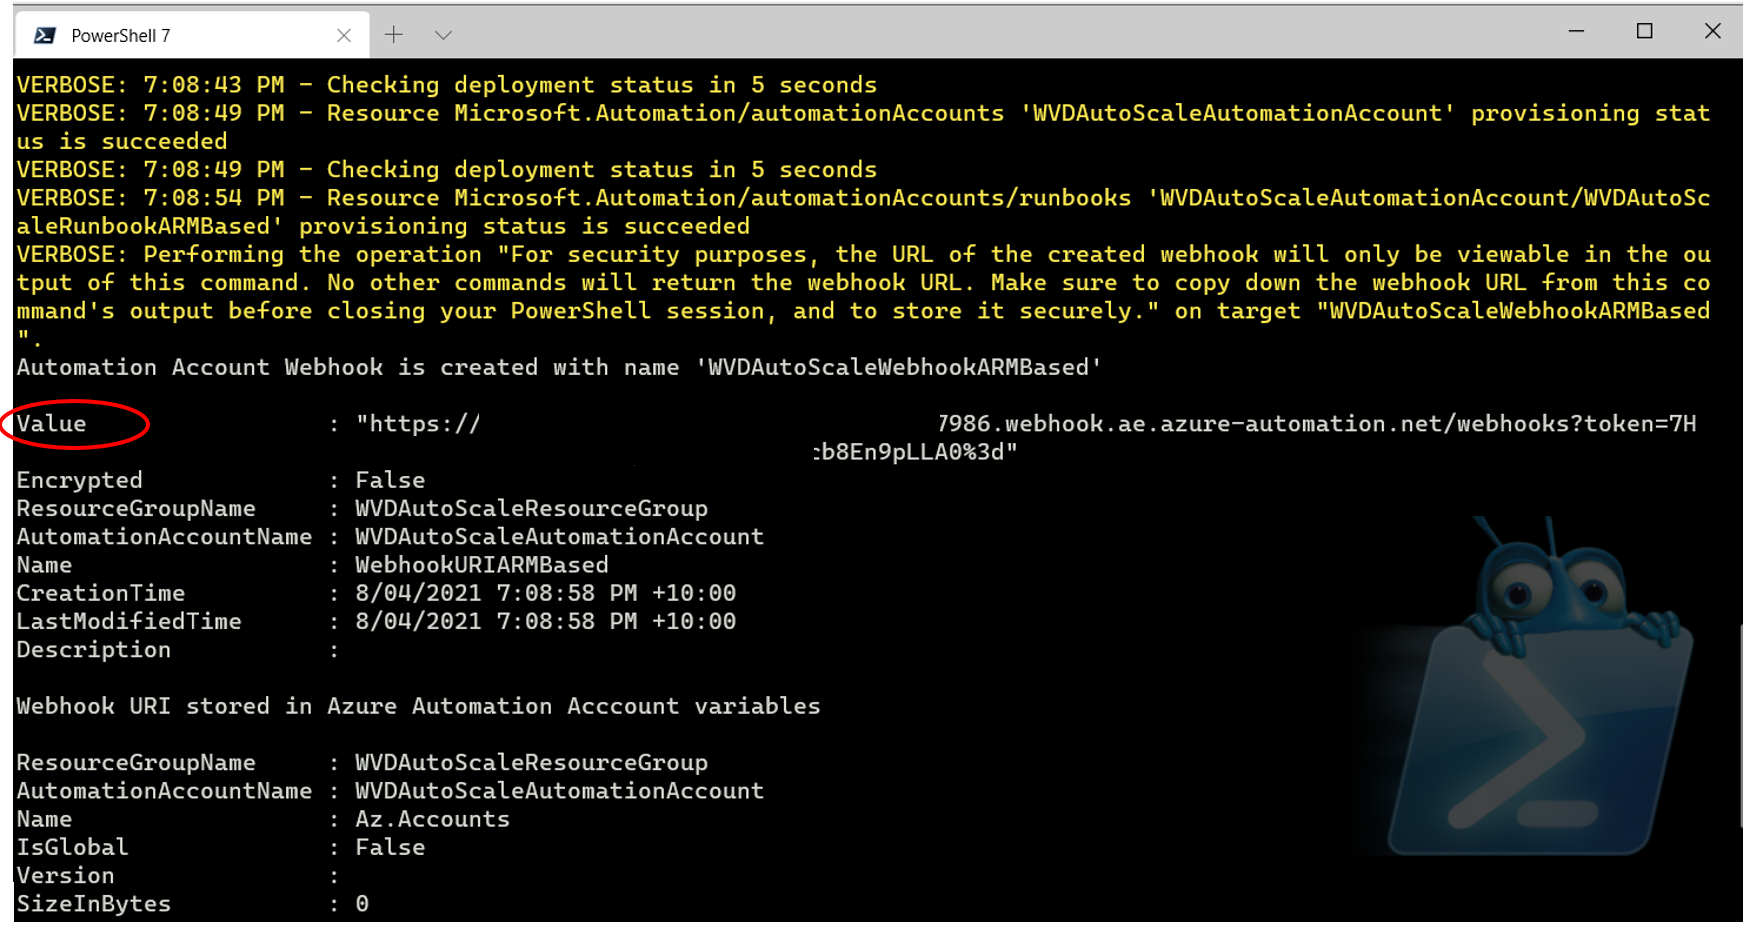 PowerShell 7
VERBOSE: 7:08:43 PM - Checking deployment status in 5 seconds
VERBOSE: 7:08:49 PM - Resource Microsoft.Automation/automationAccounts 'WVDAutoScaleAutomationAccount' provisioning stat
us is succeeded
VERBOSE: 7:08:49 PM - Checking deployment status in 5 seconds
VERBOSE: 7:08:54 PM - Resource Microsoft.Automation/automationAccounts/runbooks 'WVDAutoScaleAutomationAccount/WVDAutoSc
aleRunbookARMBased' provisioning status is succeeded
VERBOSE: Performing the operation "For security purposes, the URL of the created webhook will only be viewable in the ou
tput of this command. No other commands will return the webhook URL. Make sure to copy down the webhook URL from this co
mmand's output before closing your PowerShell session, and to store it securely." on target "WVDAutoScaleWebhookARMBased
".
Automation Account Webhook is created with name 'WVDAutoScaleWebhookARMBased'
Value : "https:// 7986.webhook.ae.azure-automation.net/webhooks?token=7H
cb8En9pLLA0%3d"
Encrypted : False
ResourceGroupName : WVDAutoScaleResourceGroup
AutomationAccountName : WVDAutoScaleAutomationAccount
Name : WebhookURIARMBased
CreationTime : 8/04/2021 7:08:58 PM +10:00
LastModifiedTime : 8/04/2021 7:08:58 PM +10:00
Description :
Webhook URI stored in Azure Automation Acccount variables
ResourceGroupName : WVDAutoScaleResourceGroup
AutomationAccountName : WVDAutoScaleAutomationAccount
Name : Az.Accounts
IsGlobal : False
Version :
SizeInBytes : 0